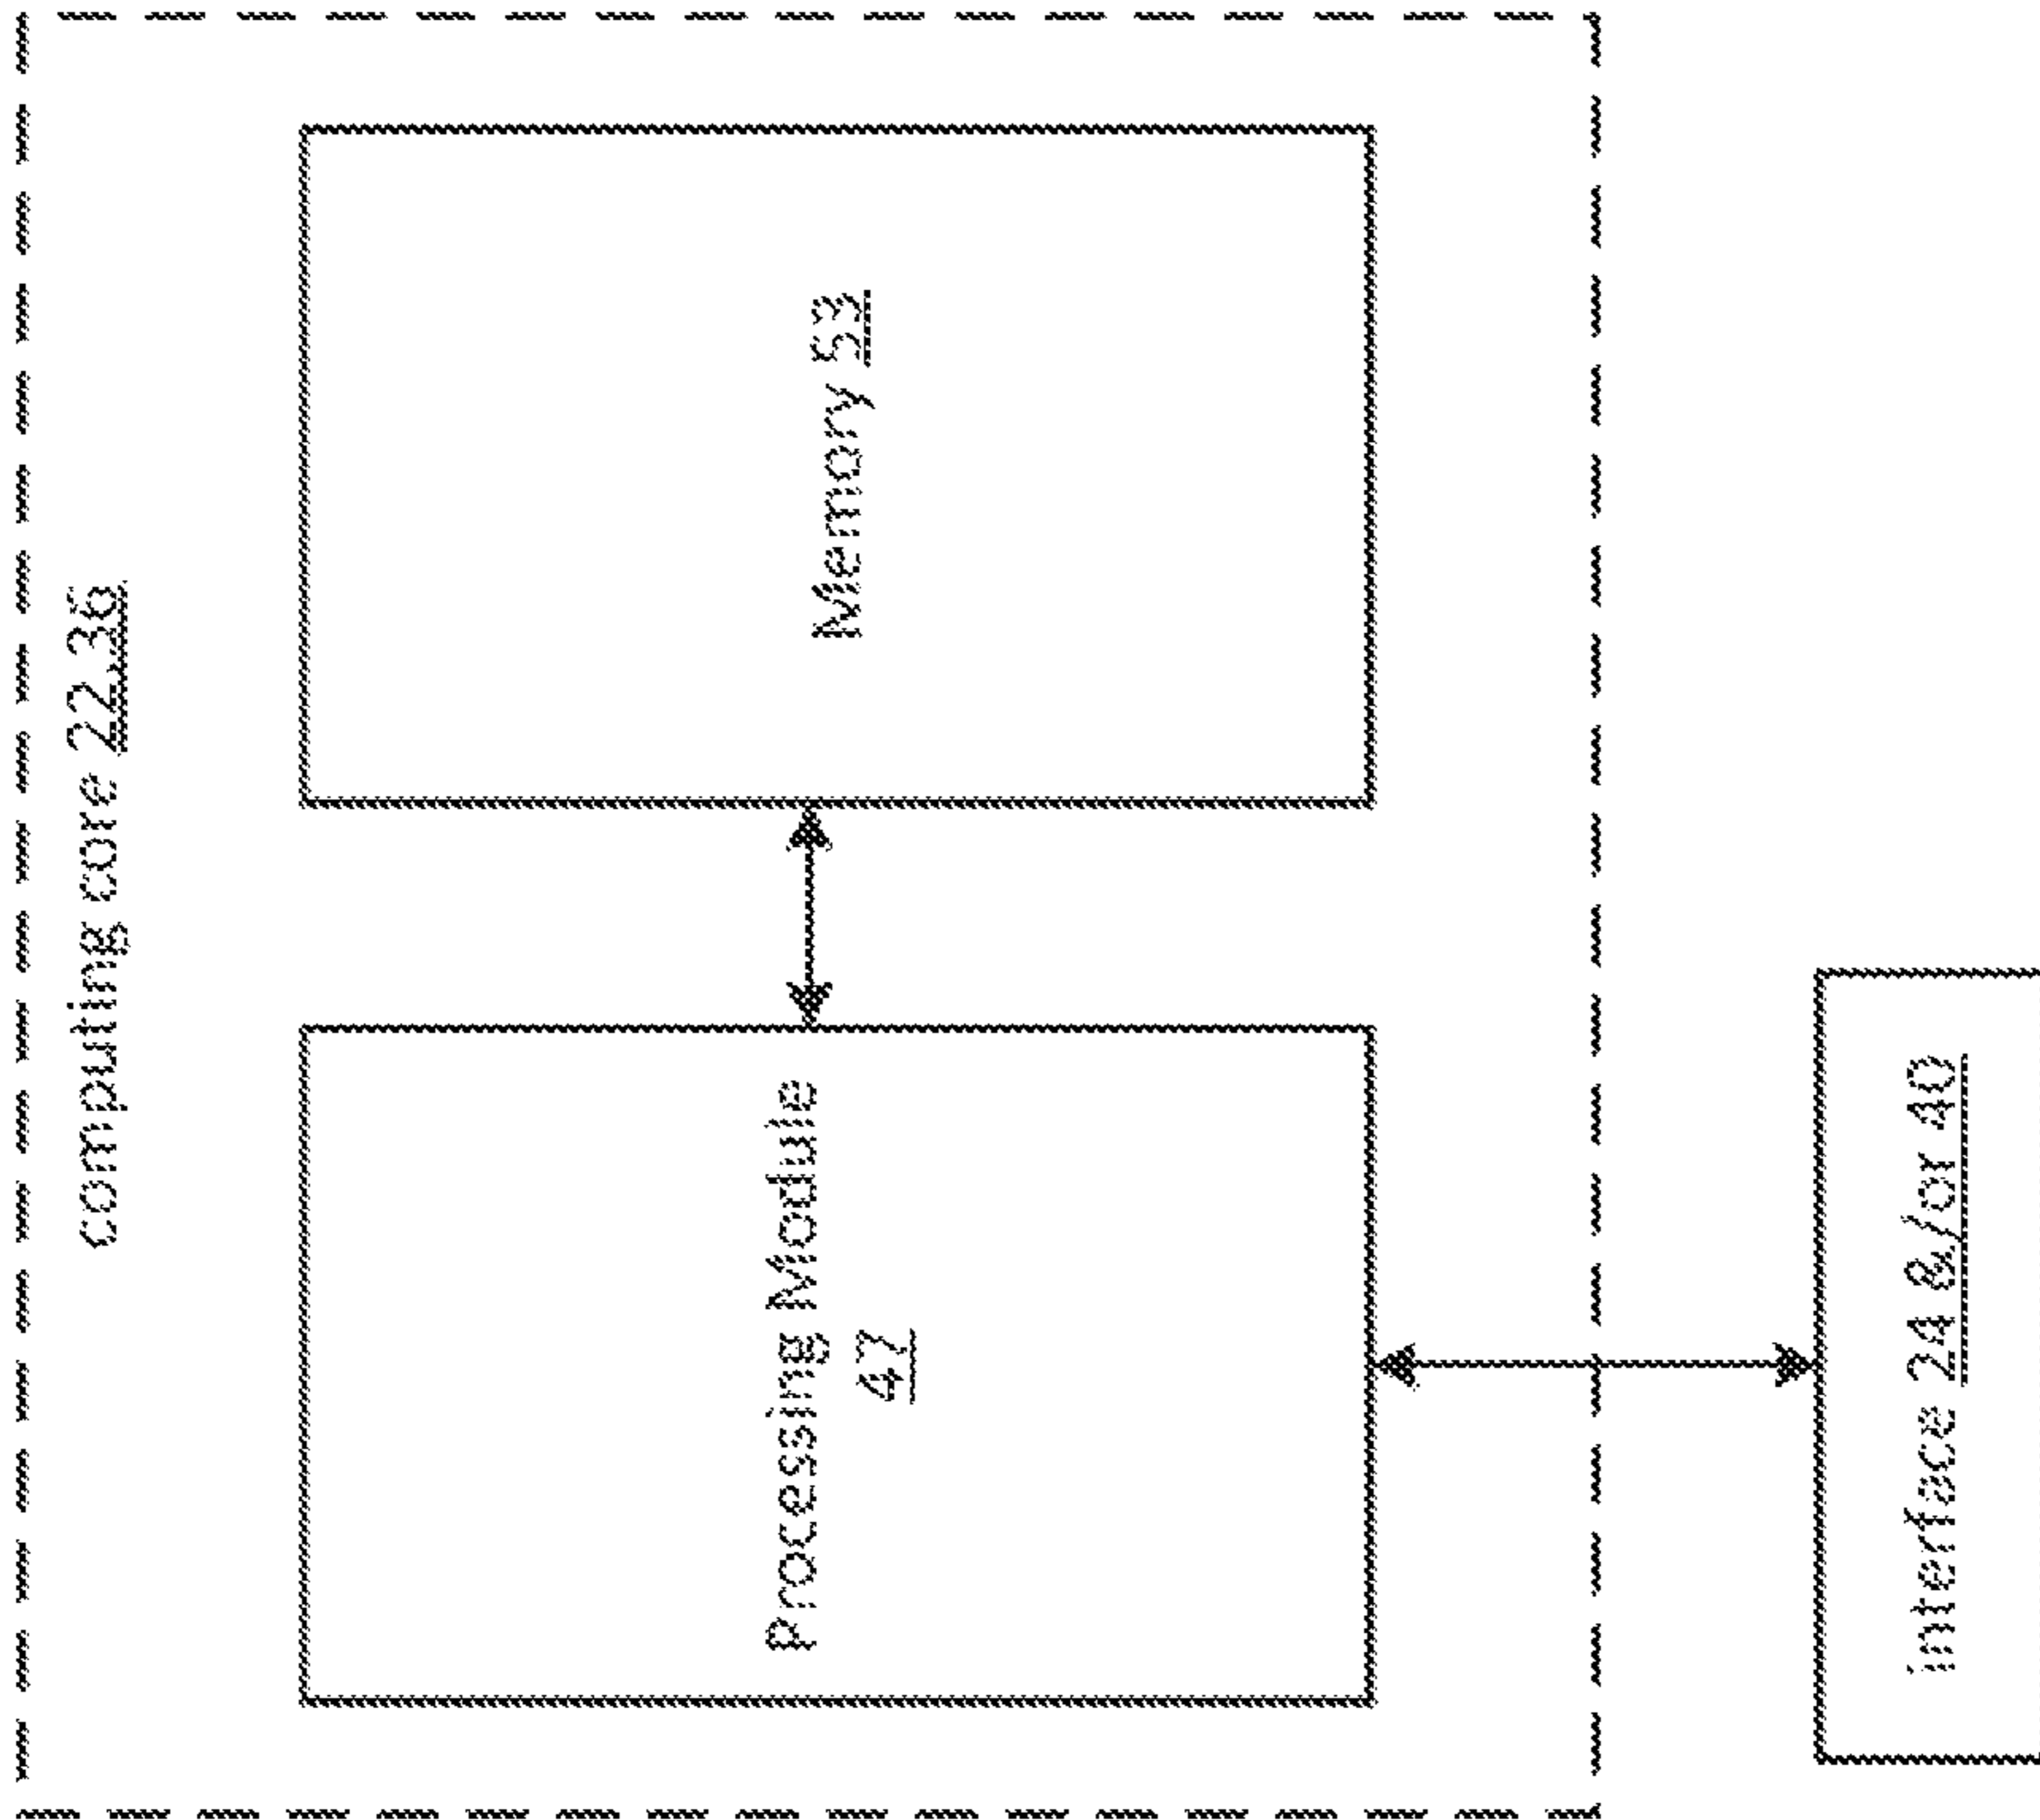 computing core 22,36
Processing Module
47
Memory 53
interface 24 &/or 40